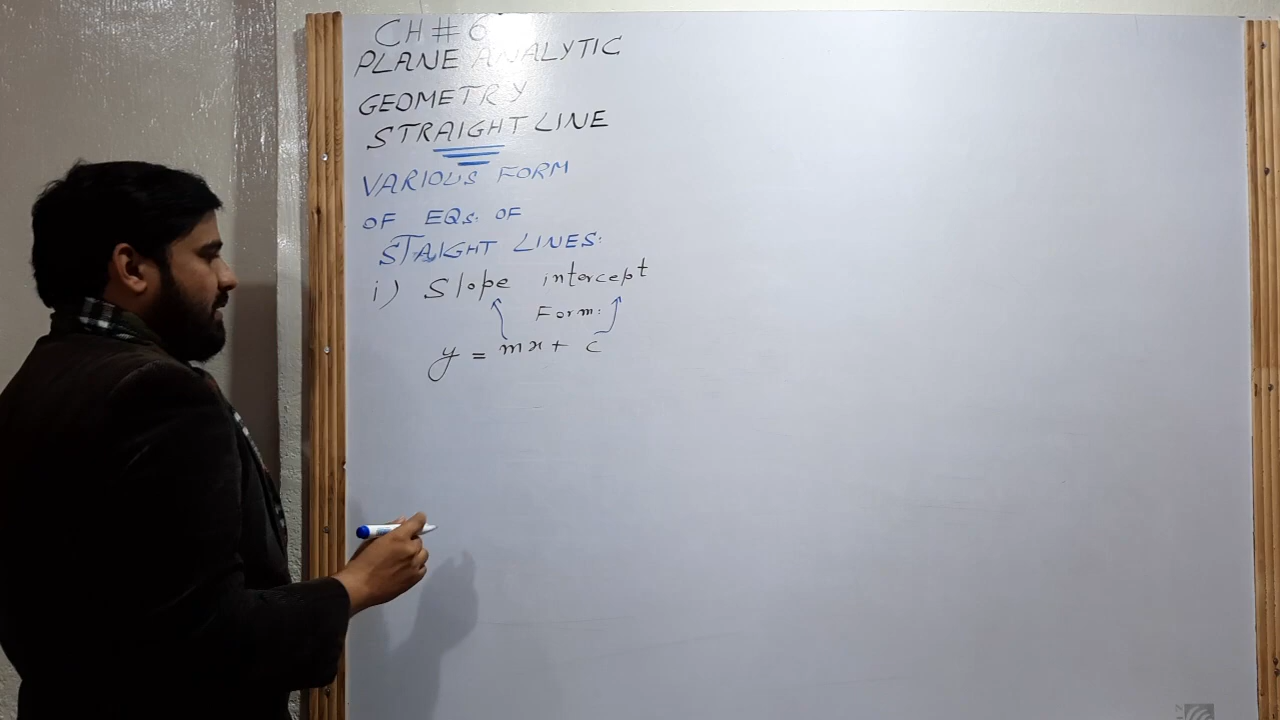 CH # 6
PLANE ANALYTIC
GEOMETRY
STRAIGHT LINE
VARIOUS FORM
OF EQs. OF
STAIGHT LINES:
i) Slope intercept
Form:
y = mx + c